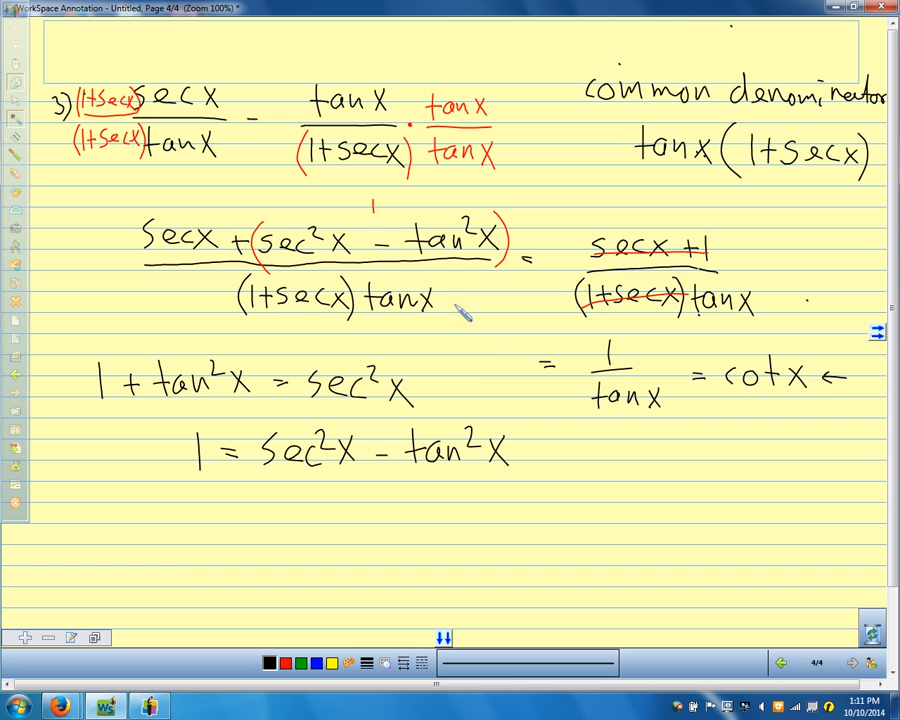 WorkSpace Annotation - Untitled, Page 4/4 (Zoom 100%) *
3) (1+secx)/(1+secx) secx/tanx - tanx/(1+secx) · tanx/tanx
common denominator
tanx(1+secx)
1
secx + (sec²x - tan²x)/(1+secx)tanx = secx+1/(1+secx)tanx
1 + tan²x = sec²x
= 1/tanx = cotx ←
1 = sec²x - tan²x
4/4
1:11 PM
10/10/2014